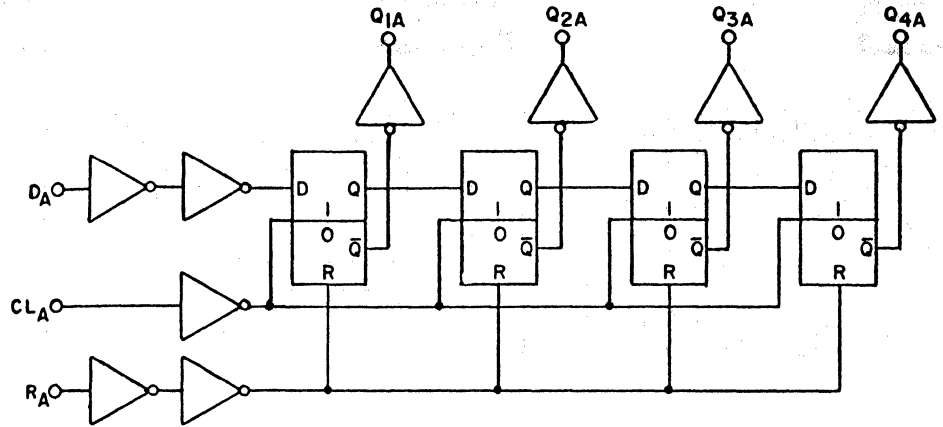 Q1A Q2A Q3A Q4A
DA D Q D Q D Q D
1 1 1 1
0 0 0 0
Q̅ Q̅ Q̅ Q̅
R R R R
CLA
RA